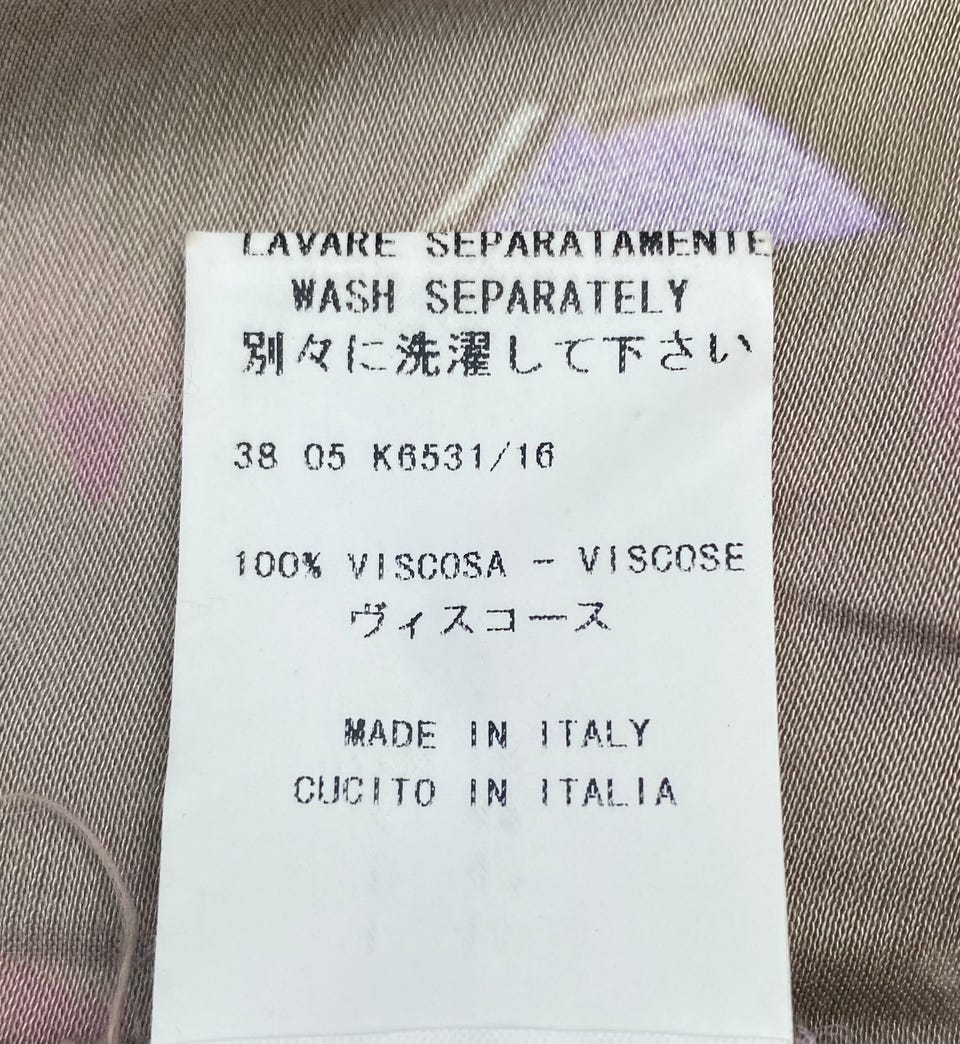 LAVARE SEPARATAMENTE
WASH SEPARATELY
別々に洗濯して下さい
38 05 K6531/16
100% VISCOSA - VISCOSE
ヴィスコース
MADE IN ITALY
CUCITO IN ITALIA